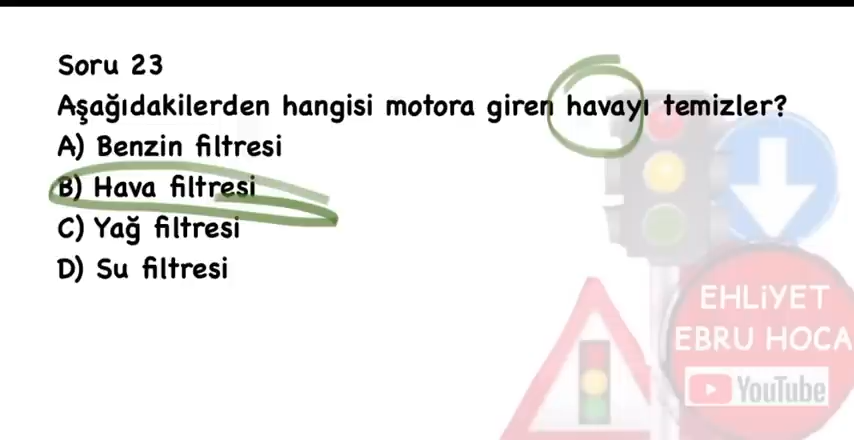 Soru 23
Aşağıdakilerden hangisi motora giren havayı temizler?
A) Benzin filtresi
B) Hava filtresi
C) Yağ filtresi
D) Su filtresi
EHLİYET
EBRU HOCA
YouTube